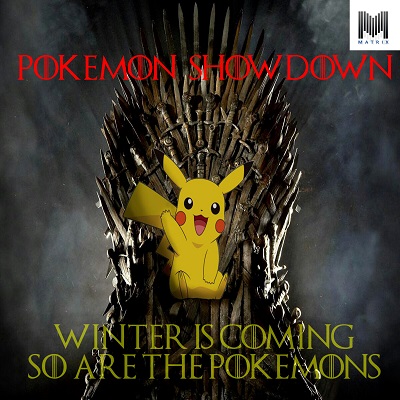 MATRIX
POKEMON SHOWDOWN
WINTER IS COMING
SO ARE THE POKEMONS